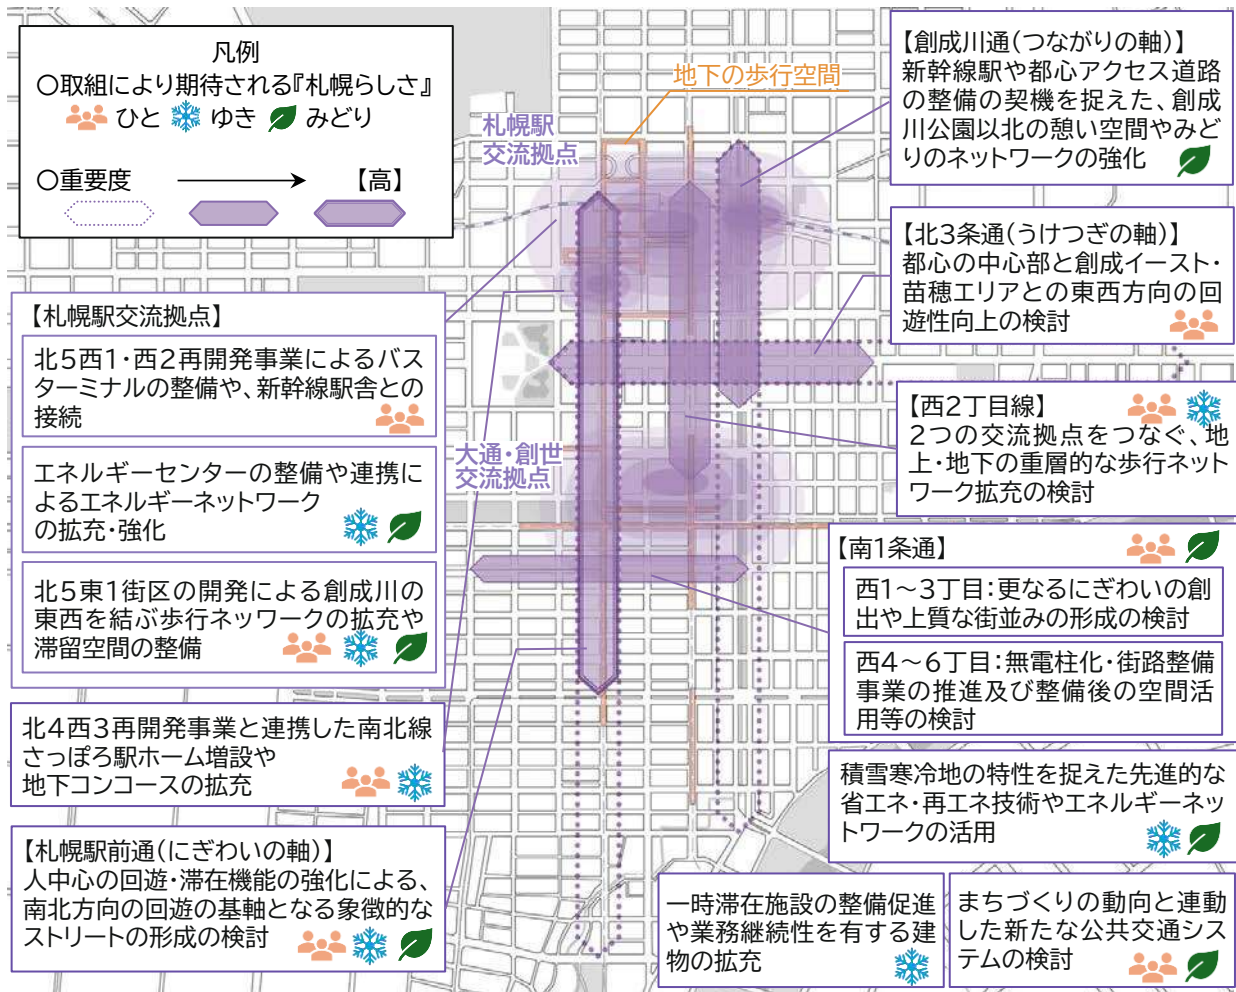 凡例
○取組により期待される『札幌らしさ』
ひと ゆき みどり
○重要度 【高】
地下の歩行空間
札幌駅
交流拠点
大通・創世
交流拠点
【創成川通(つながりの軸)】
新幹線駅や都心アクセス道路
の整備の契機を捉えた、創成
川公園以北の憩い空間やみど
りのネットワークの強化
【北3条通(うけつぎの軸)】
都心の中心部と創成イースト・
苗穂エリアとの東西方向の回
遊性向上の検討
【西2丁目線】
2つの交流拠点をつなぐ、地
上・地下の重層的な歩行ネット
ワーク拡充の検討
【南1条通】
西1～3丁目：更なるにぎわいの創
出や上質な街並みの形成の検討
西4～6丁目：無電柱化・街路整備
事業の推進及び整備後の空間活
用等の検討
積雪寒冷地の特性を捉えた先進的な
省エネ・再エネ技術やエネルギーネッ
トワークの活用
【札幌駅交流拠点】
北5西1・西2再開発事業によるバス
ターミナルの整備や、新幹線駅舎との
接続
エネルギーセンターの整備や連携に
よるエネルギーネットワーク
の拡充・強化
北5東1街区の開発による創成川の
東西を結ぶ歩行ネッワークの拡充や
滞留空間の整備
北4西3再開発事業と連携した南北線
さっぽろ駅ホーム増設や
地下コンコースの拡充
【札幌駅前通(にぎわいの軸)】
人中心の回遊・滞在機能の強化による、
南北方向の回遊の基軸となる象徴的な
ストリートの形成の検討
一時滞在施設の整備促進
や業務継続性を有する建
物の拡充
まちづくりの動向と連動
した新たな公共交通シス
テムの検討